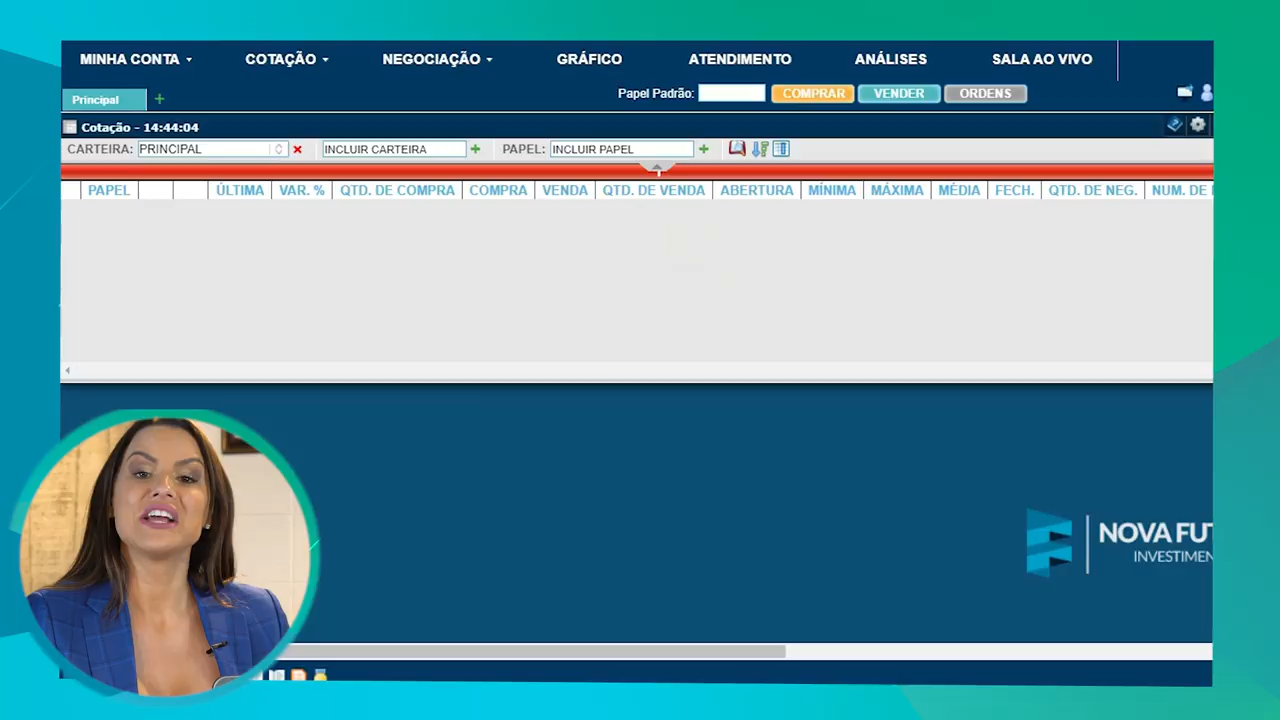 MINHA CONTA COTAÇÃO NEGOCIAÇÃO GRÁFICO ATENDIMENTO ANÁLISES SALA AO VIVO
Principal + Papel Padrão: COMPRAR VENDER ORDENS
Cotação - 14:44:04
CARTEIRA: PRINCIPAL INCLUIR CARTEIRA PAPEL: INCLUIR PAPEL
PAPEL ÚLTIMA VAR. % QTD. DE COMPRA COMPRA VENDA QTD. DE VENDA ABERTURA MÍNIMA MÁXIMA MÉDIA FECH. QTD. DE NEG. NUM. DE
NOVA FUT
INVESTIMEN